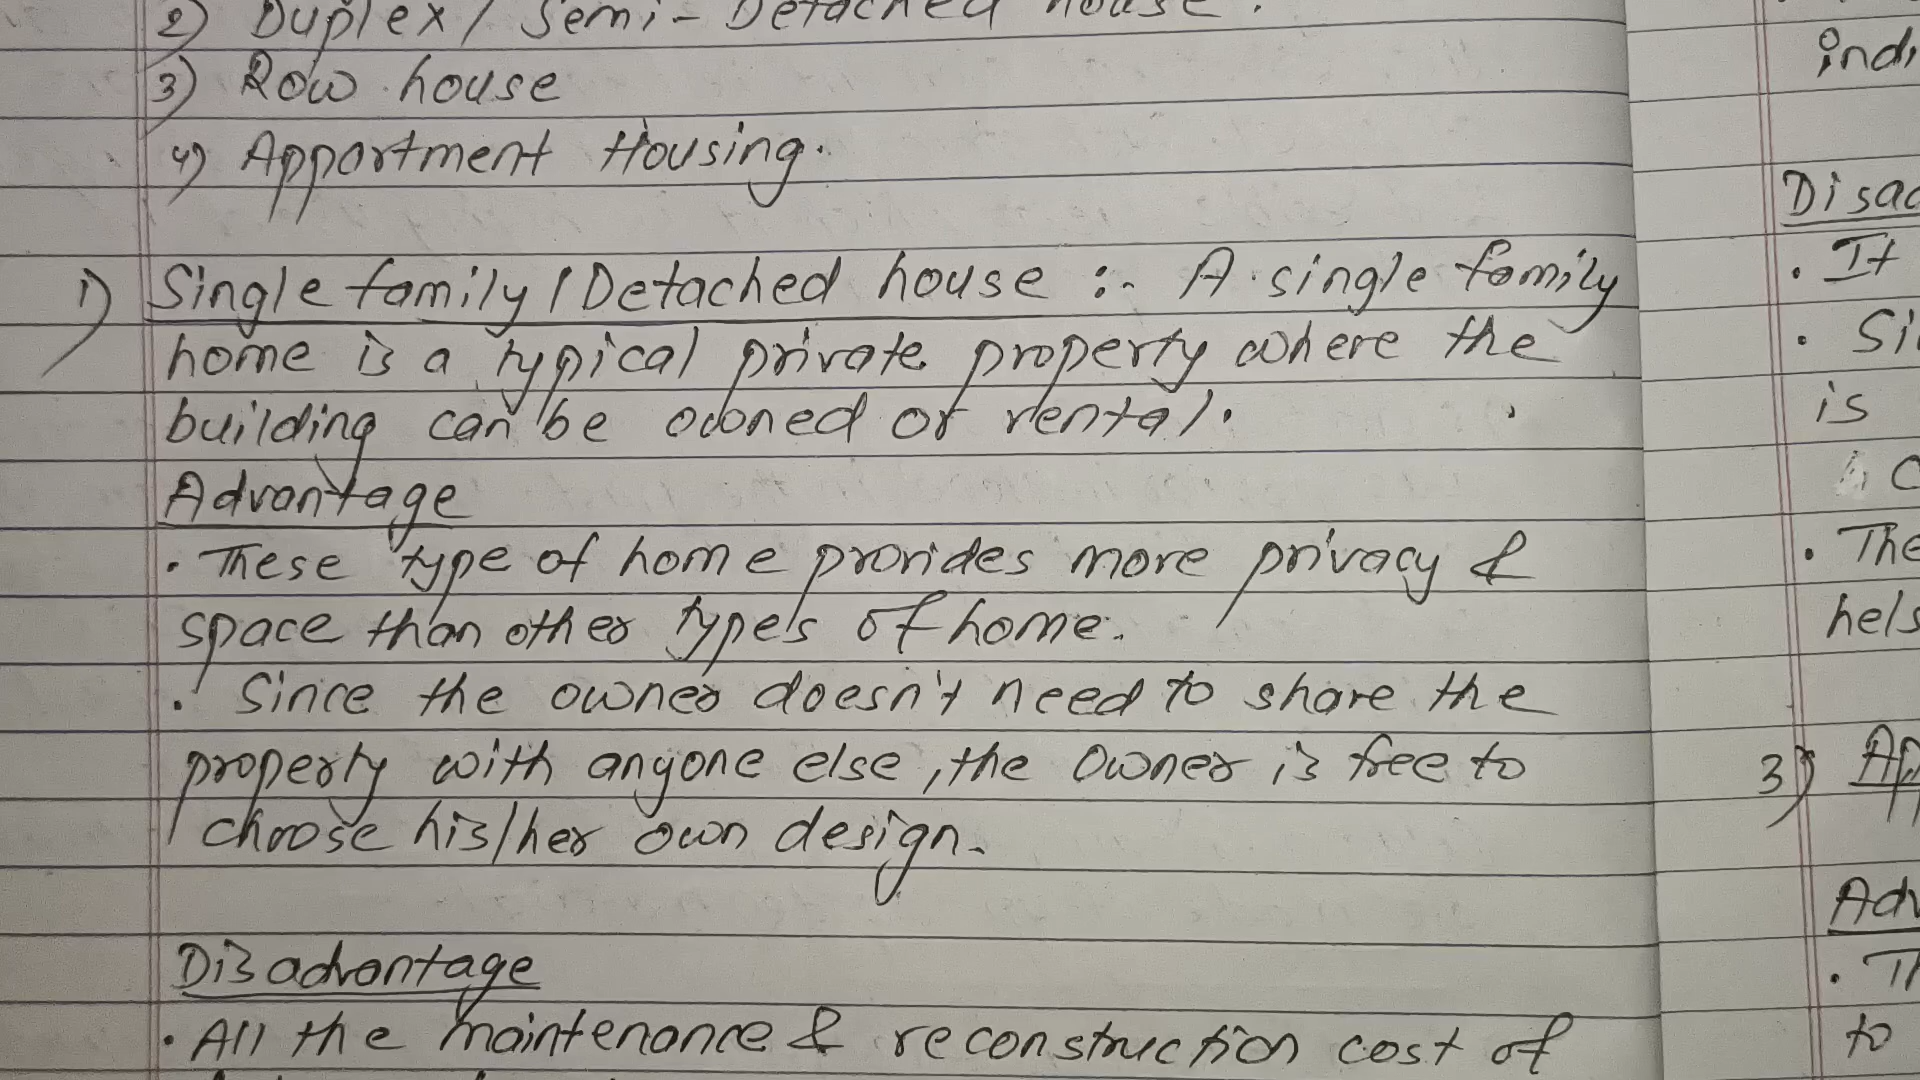 2) Duplex / Semi-Detached house.
3) Row house
4) Appartment Housing.
1) Single family / Detached house :- A single family
home is a typical private property where the
building can be owned or rental.
Advantage
• These type of home provides more privacy &
space than other types of home.
• Since the owner doesn't need to share the
property with anyone else, the owner is free to
choose his/her own design.
Disadvantage
• All the maintenance & reconstruction cost of
indi
Disad
• It
• Si
is
• The
hels
3) App
Adv
• Th
to